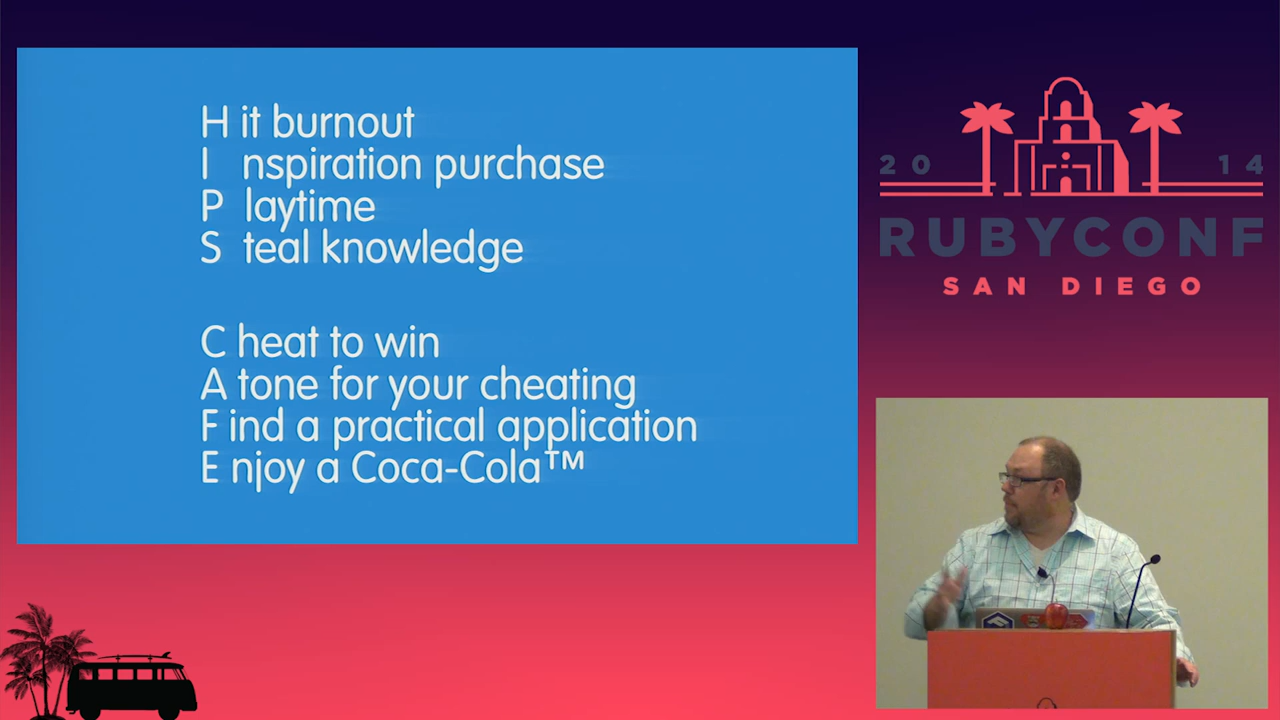 H it burnout
I nspiration purchase
P laytime
S teal knowledge
C heat to win
A tone for your cheating
F ind a practical application
E njoy a Coca-Cola™
20 14
RUBYCONF
SAN DIEGO